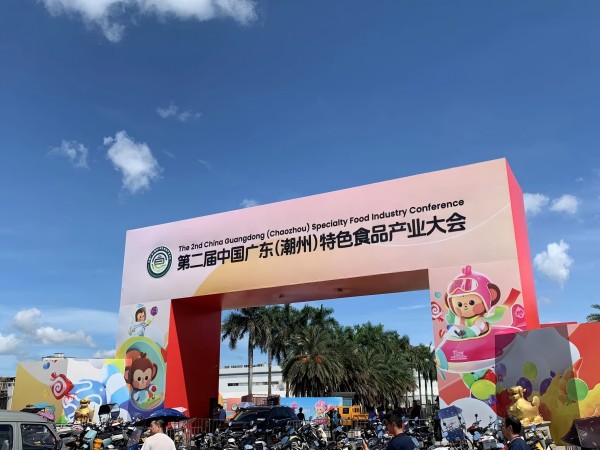 The 2nd China Guangdong (Chaozhou) Specialty Food Industry Conference
第二届中国广东(潮州)特色食品产业大会